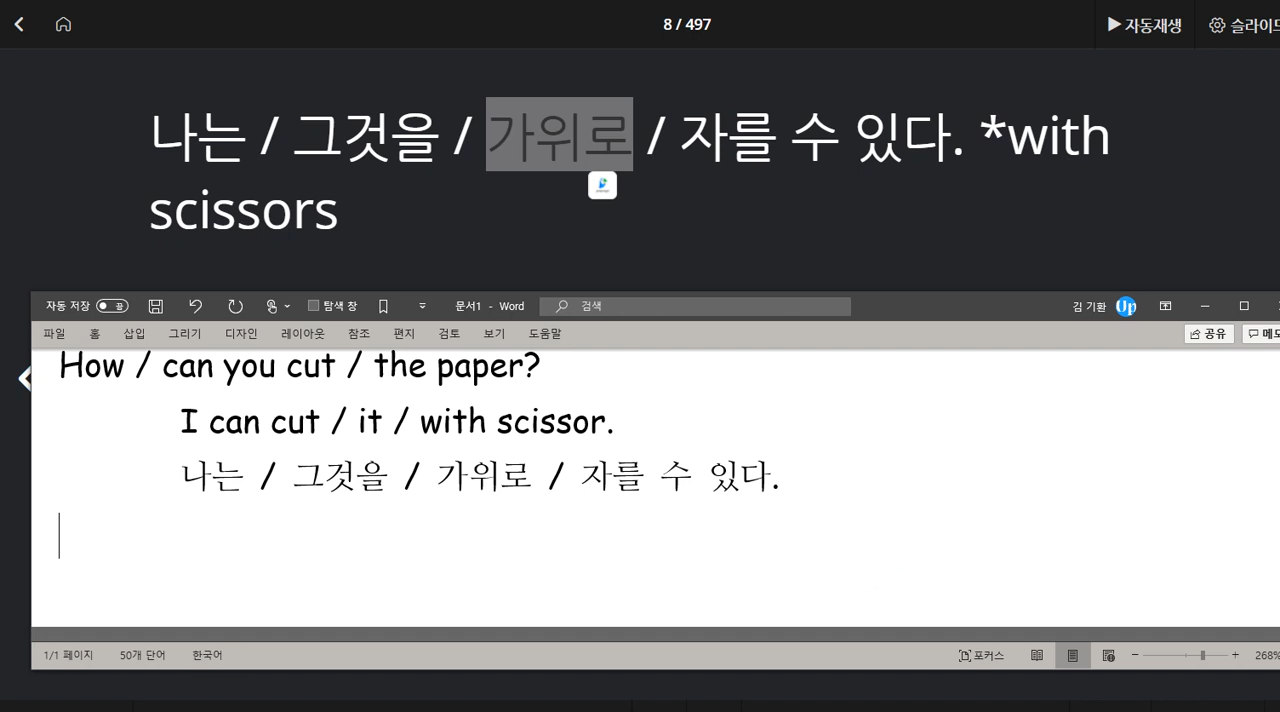 8 / 497
▶ 자동재생
슬라이드
나는 / 그것을 / 가위로 / 자를 수 있다. *with
scissors
자동 저장 끔
탐색 창
문서1 - Word
검색
김 기환
Up
파일 홈 삽입 그리기 디자인 레이아웃 참조 편지 검토 보기 도움말
공유
메모
How / can you cut / the paper?
I can cut / it / with scissor.
나는 / 그것을 / 가위로 / 자를 수 있다.
1/1 페이지 50개 단어 한국어
포커스
268%